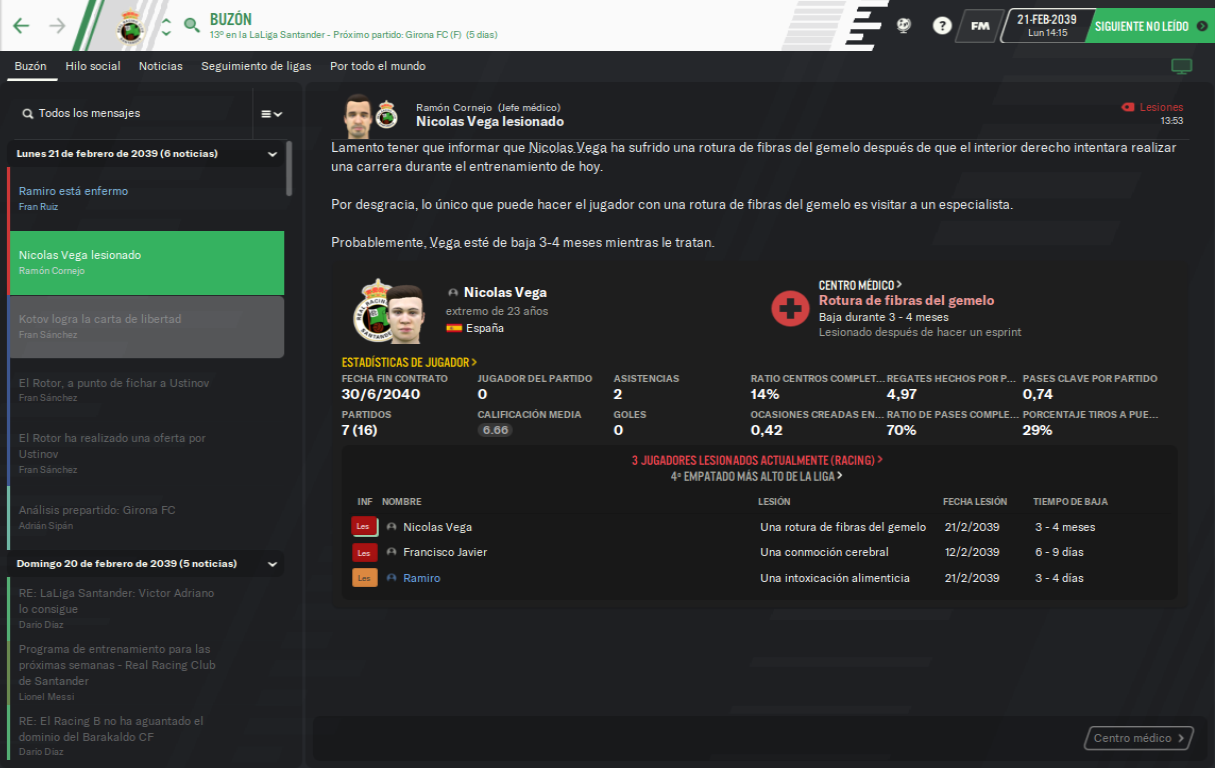 BUZÓN
13º en la LaLiga Santander - Próximo partido: Girona FC (F) (5 días)
?
FM
21-FEB-2039
Lun 14:15
SIGUIENTE NO LEÍDO
Buzón
Hilo social
Noticias
Seguimiento de ligas
Por todo el mundo
Todos los mensajes
Lunes 21 de febrero de 2039 (6 noticias)
Ramiro está enfermo
Fran Ruiz
Nicolas Vega lesionado
Ramón Cornejo
Kotov logra la carta de libertad
Fran Sánchez
El Rotor, a punto de fichar a Ustinov
Fran Sánchez
El Rotor ha realizado una oferta por
Ustinov
Fran Sánchez
Análisis prepartido: Girona FC
Adrián Sipán
Domingo 20 de febrero de 2039 (5 noticias)
RE: LaLiga Santander: Victor Adriano
lo consigue
Darío Díaz
Programa de entrenamiento para las
próximas semanas - Real Racing Club
de Santander
Lionel Messi
RE: El Racing B no ha aguantado el
dominio del Barakaldo CF
Darío Díaz
Ramón Cornejo (Jefe médico)
Nicolas Vega lesionado
Lesiones
13:53
Lamento tener que informar que Nicolas Vega ha sufrido una rotura de fibras del gemelo después de que el interior derecho intentara realizar
una carrera durante el entrenamiento de hoy.
Por desgracia, lo único que puede hacer el jugador con una rotura de fibras del gemelo es visitar a un especialista.
Probablemente, Vega esté de baja 3-4 meses mientras le tratan.
REAL RACING
SANTANDER
Nicolas Vega
extremo de 23 años
España
CENTRO MÉDICO >
Rotura de fibras del gemelo
Baja durante 3 - 4 meses
Lesionado después de hacer un esprint
ESTADÍSTICAS DE JUGADOR >
FECHA FIN CONTRATO
JUGADOR DEL PARTIDO
ASISTENCIAS
RATIO CENTROS COMPLET...
REGATES HECHOS POR P...
PASES CLAVE POR PARTIDO
30/6/2040
0
2
14%
4,97
0,74
PARTIDOS
CALIFICACIÓN MEDIA
GOLES
OCASIONES CREADAS EN...
RATIO DE PASES COMPLE...
PORCENTAJE TIROS A PUE...
7 (16)
6.66
0
0,42
70%
29%
3 JUGADORES LESIONADOS ACTUALMENTE (RACING) >
4º EMPATADO MÁS ALTO DE LA LIGA >
INF
NOMBRE
LESIÓN
FECHA LESIÓN
TIEMPO DE BAJA
Les
Nicolas Vega
Una rotura de fibras del gemelo
21/2/2039
3 - 4 meses
Les
Francisco Javier
Una conmoción cerebral
12/2/2039
6 - 9 días
Les
Ramiro
Una intoxicación alimenticia
21/2/2039
3 - 4 días
Centro médico >